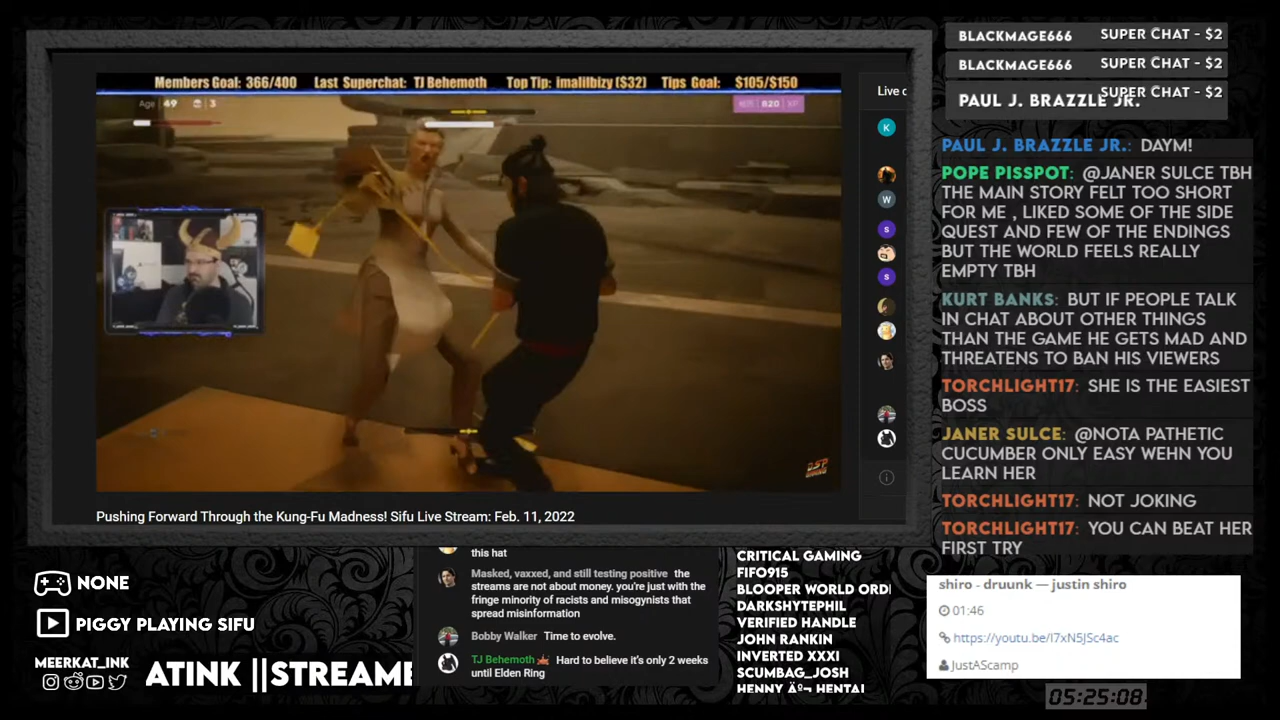 Members Goal: 366/400 Last Superchat: TJ Behemoth Top Tip: imalilbizy ($32) Tips Goal: $105/$150
Age 49 3
820 XP
Live c
K
W
S
S
DSP
Pushing Forward Through the Kung-Fu Madness! Sifu Live Stream: Feb. 11, 2022
BLACKMAGE666 SUPER CHAT - $2
BLACKMAGE666 SUPER CHAT - $2
PAUL J. BRAZZLE JR. SUPER CHAT - $2
PAUL J. BRAZZLE JR.: DAYM!
POPE PISSPOT: @JANER SULCE TBH
THE MAIN STORY FELT TOO SHORT
FOR ME , LIKED SOME OF THE SIDE
QUEST AND FEW OF THE ENDINGS
BUT THE WORLD FEELS REALLY
EMPTY TBH
KURT BANKS: BUT IF PEOPLE TALK
IN CHAT ABOUT OTHER THINGS
THAN THE GAME HE GETS MAD AND
THREATENS TO BAN HIS VIEWERS
TORCHLIGHT17: SHE IS THE EASIEST
BOSS
JANER SULCE: @NOTA PATHETIC
CUCUMBER ONLY EASY WEHN YOU
LEARN HER
TORCHLIGHT17: NOT JOKING
TORCHLIGHT17: YOU CAN BEAT HER
FIRST TRY
NONE
PIGGY PLAYING SIFU
MEERKAT_INK
ATINK ||STREAME
this hat
Masked, vaxxed, and still testing positive the
streams are not about money. you're just with the
fringe minority of racists and misogynists that
spread misinformation
Bobby Walker Time to evolve.
TJ Behemoth Hard to believe it's only 2 weeks
until Elden Ring
CRITICAL GAMING
FIFO915
BLOOPER WORLD ORD
DARKSHYTEPHIL
VERIFIED HANDLE
JOHN RANKIN
INVERTED XXXI
SCUMBAG_JOSH
HENNY Äº¬ HENTAI
shiro - druunk — justin shiro
01:46
https://youtu.be/I7xN5JSc4ac
JustAScamp
05:25:08